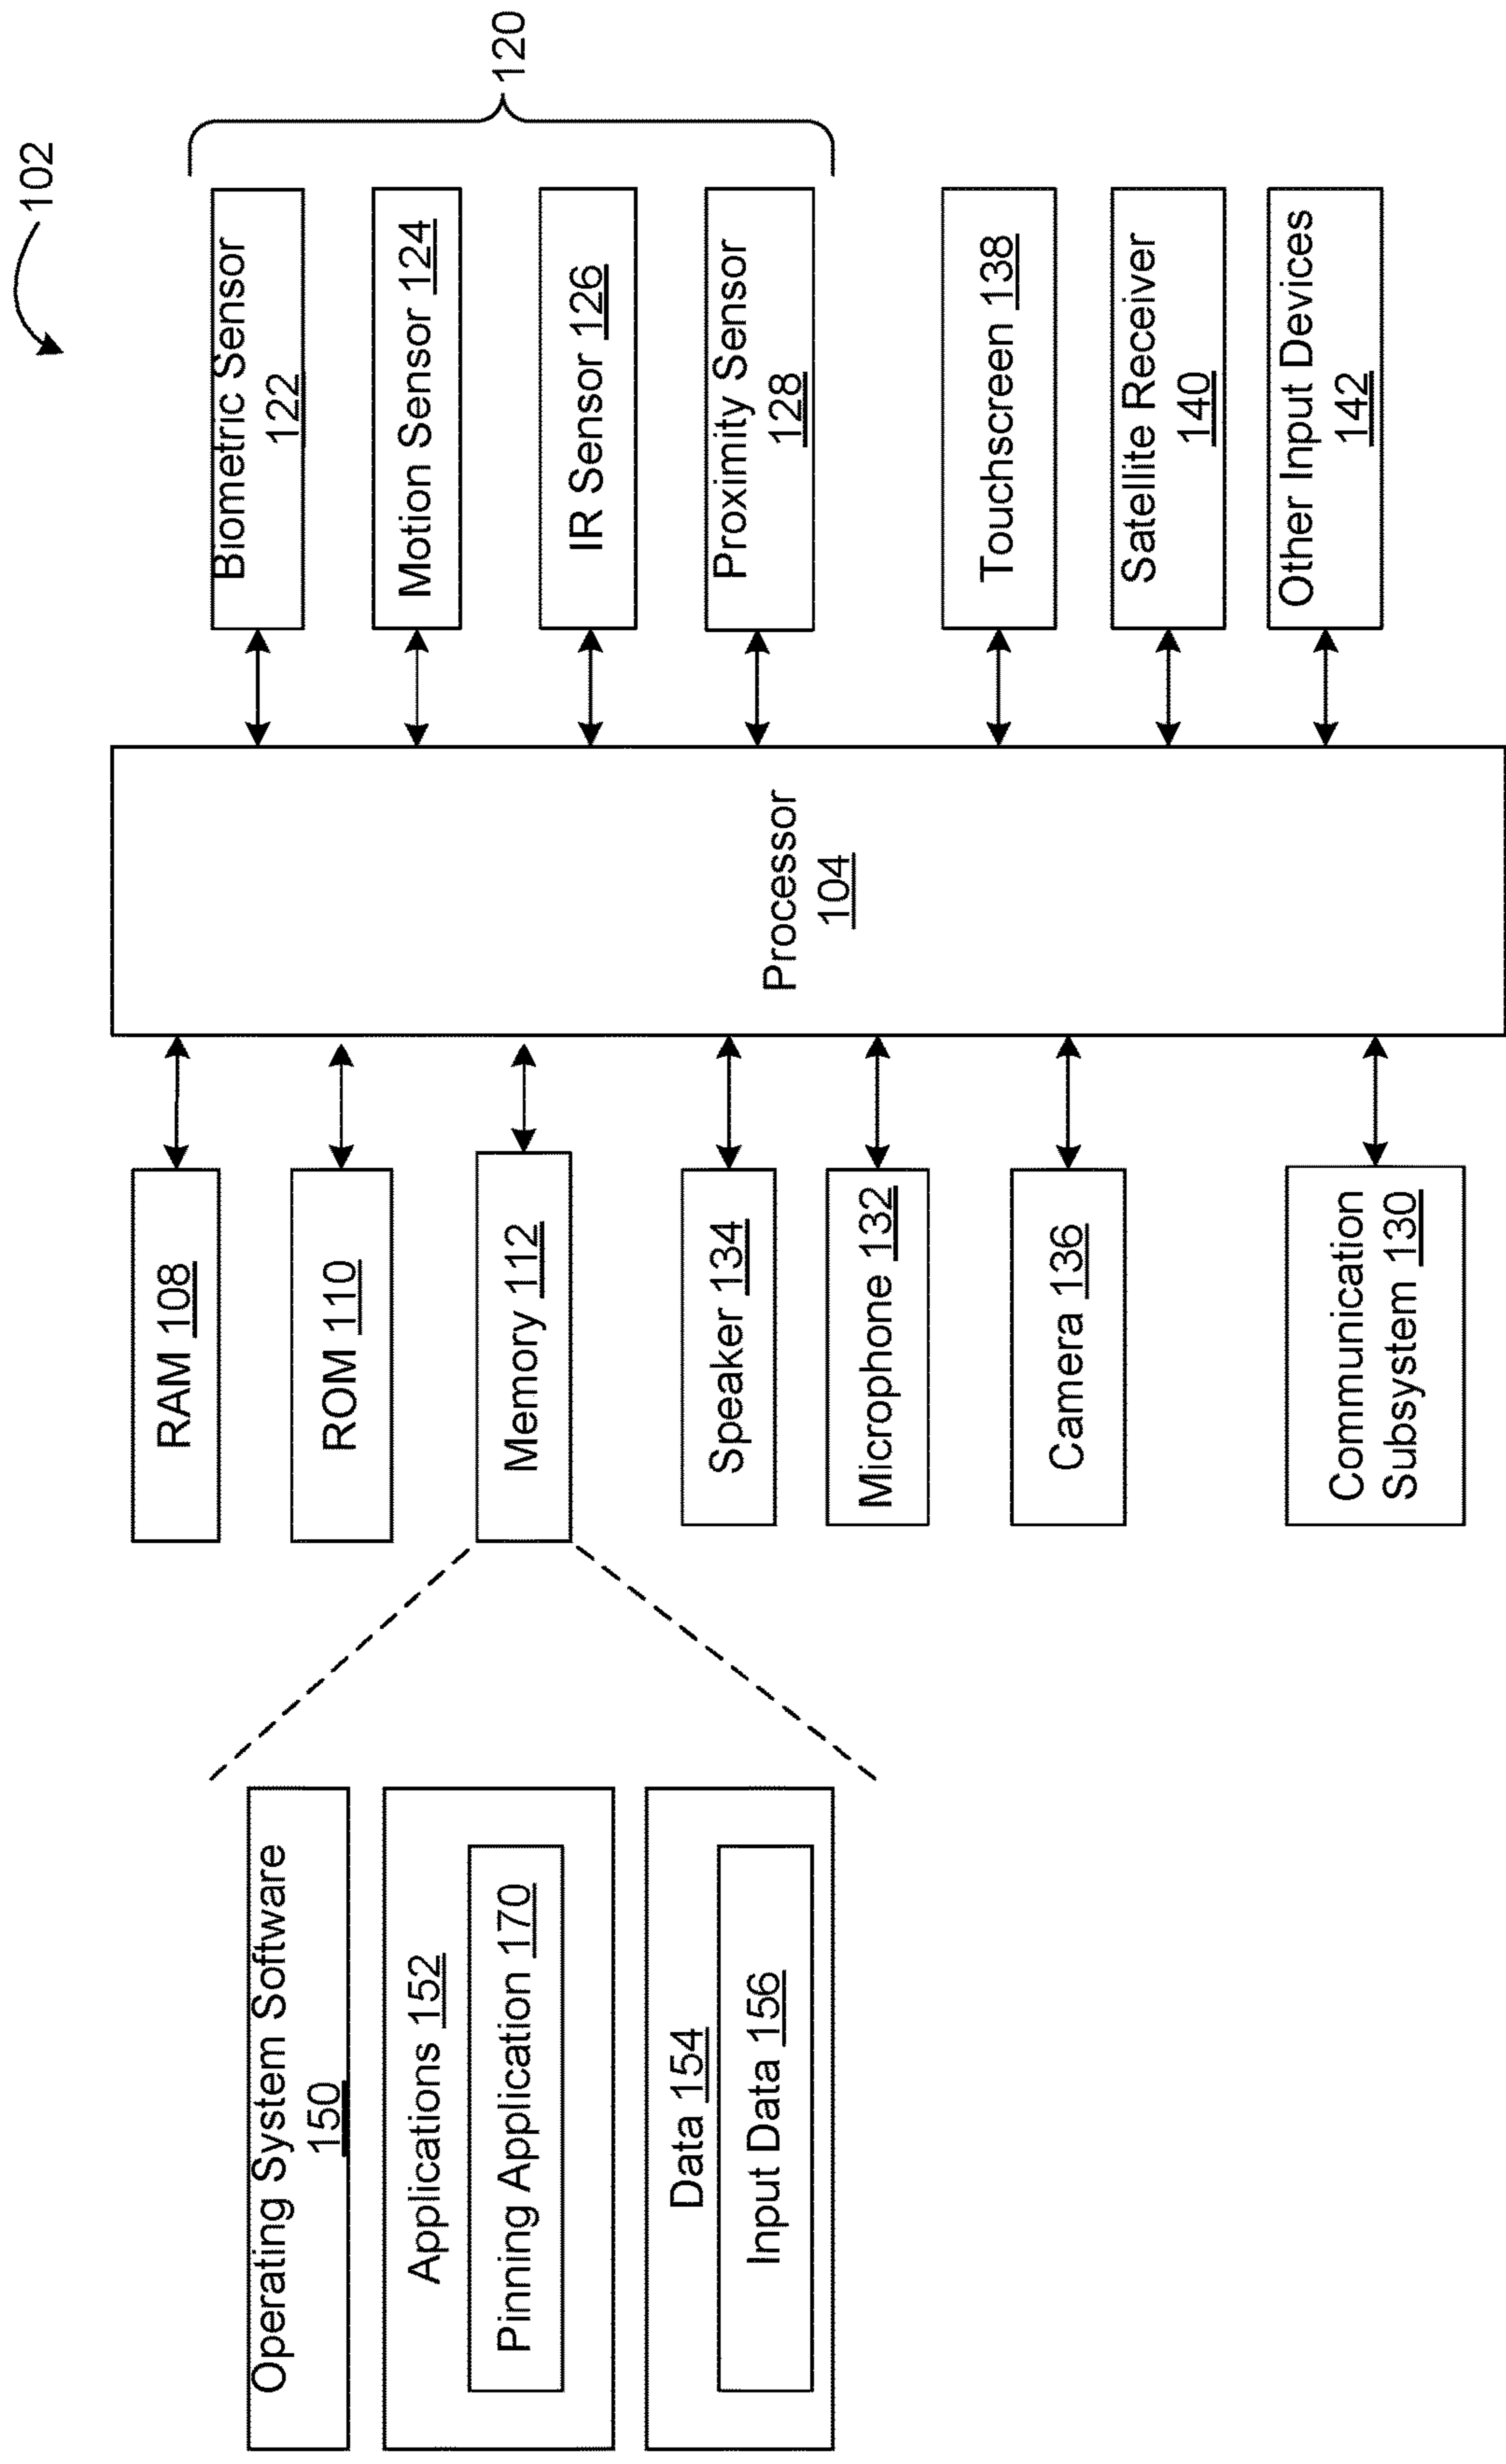 102
Operating System Software
150
Applications 152
Pinning Application 170
Data 154
Input Data 156
RAM 108
ROM 110
Memory 112
Speaker 134
Microphone 132
Camera 136
Communication
Subsystem 130
Processor
104
Biometric Sensor
122
Motion Sensor 124
IR Sensor 126
Proximity Sensor
128
120
Touchscreen 138
Satellite Receiver
140
Other Input Devices
142